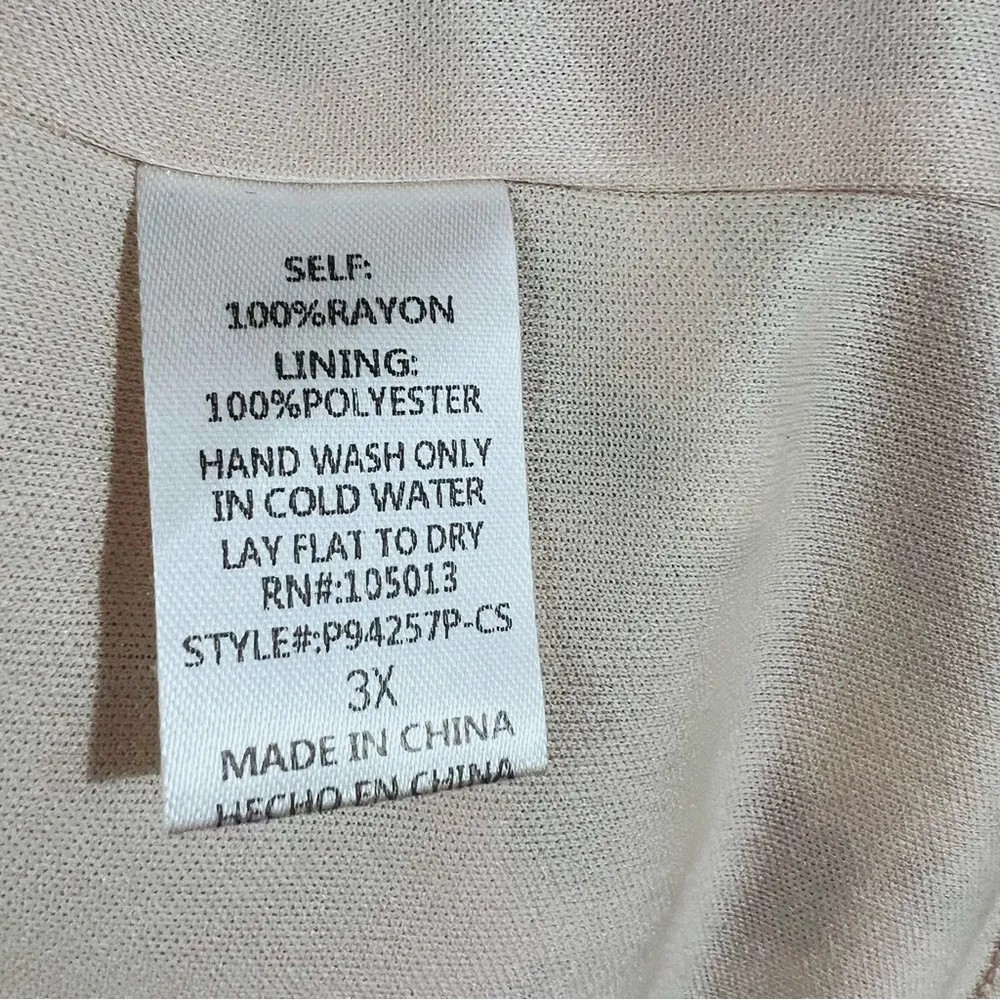 SELF:
100%RAYON
LINING:
100%POLYESTER
HAND WASH ONLY
IN COLD WATER
LAY FLAT TO DRY
RN#:105013
STYLE#:P94257P-CS
3X
MADE IN CHINA
HECHO EN CHINA